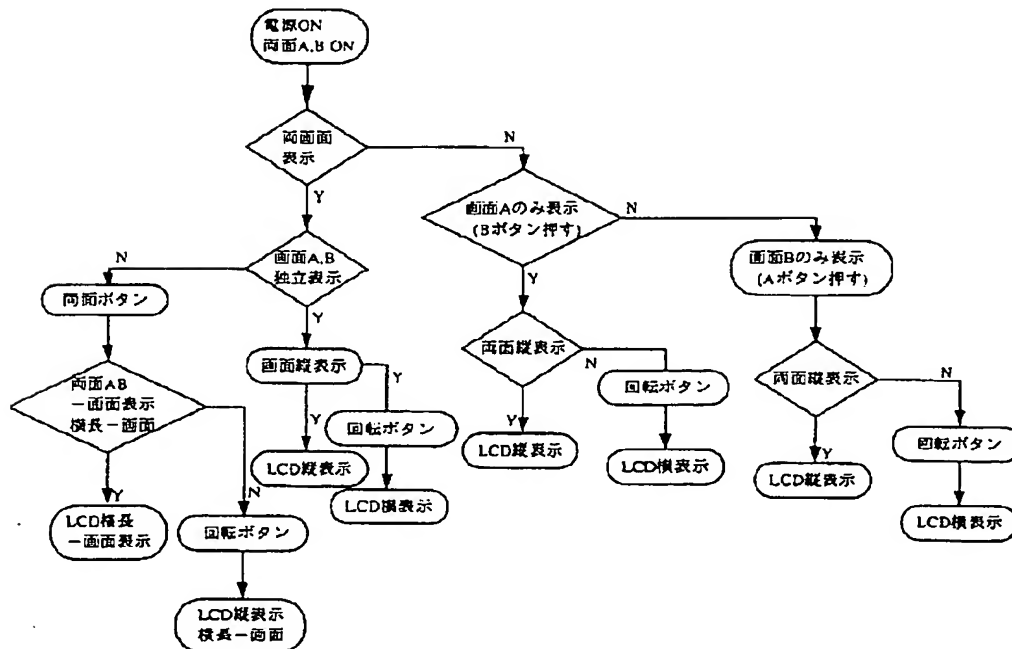 電源ON
両面A,B ON
両画面
表示
N
Y
画面Aのみ表示
(Bボタン押す)
N
画面A,B
独立表示
N
画面Bのみ表示
(Aボタン押す)
Y
両面ボタン
Y
両面縦表示
画面縦表示
N
両面AB
一画面表示
横長一画面
Y
回転ボタン
両面縦表示
N
Y
回転ボタン
Y
回転ボタン
LCD縦表示
Y
LCD縦表示
LCD横表示
LCD縦表示
Y
N
LCD横表示
LCD横長
一画面表示
回転ボタン
LCD横表示
LCD縦表示
横長一画面